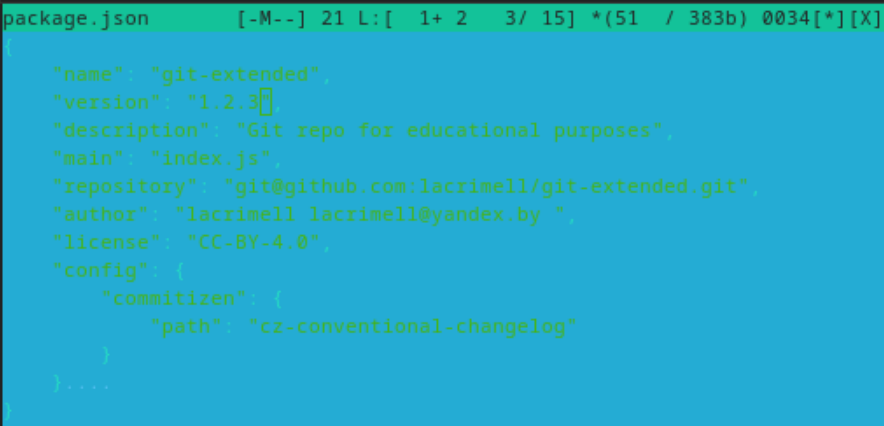 package.json [-M--] 21 L:[ 1+ 2 3/ 15] *(51 / 383b) 0034[*][X]
{
    "name": "git-extended",
    "version": "1.2.3",
    "description": "Git repo for educational purposes",
    "main": "index.js",
    "repository": "git@github.com:lacrimell/git-extended.git",
    "author": "lacrimell lacrimell@yandex.by ",
    "license": "CC-BY-4.0",
    "config": {
        "commitizen": {
            "path": "cz-conventional-changelog"
        }
    }....
}